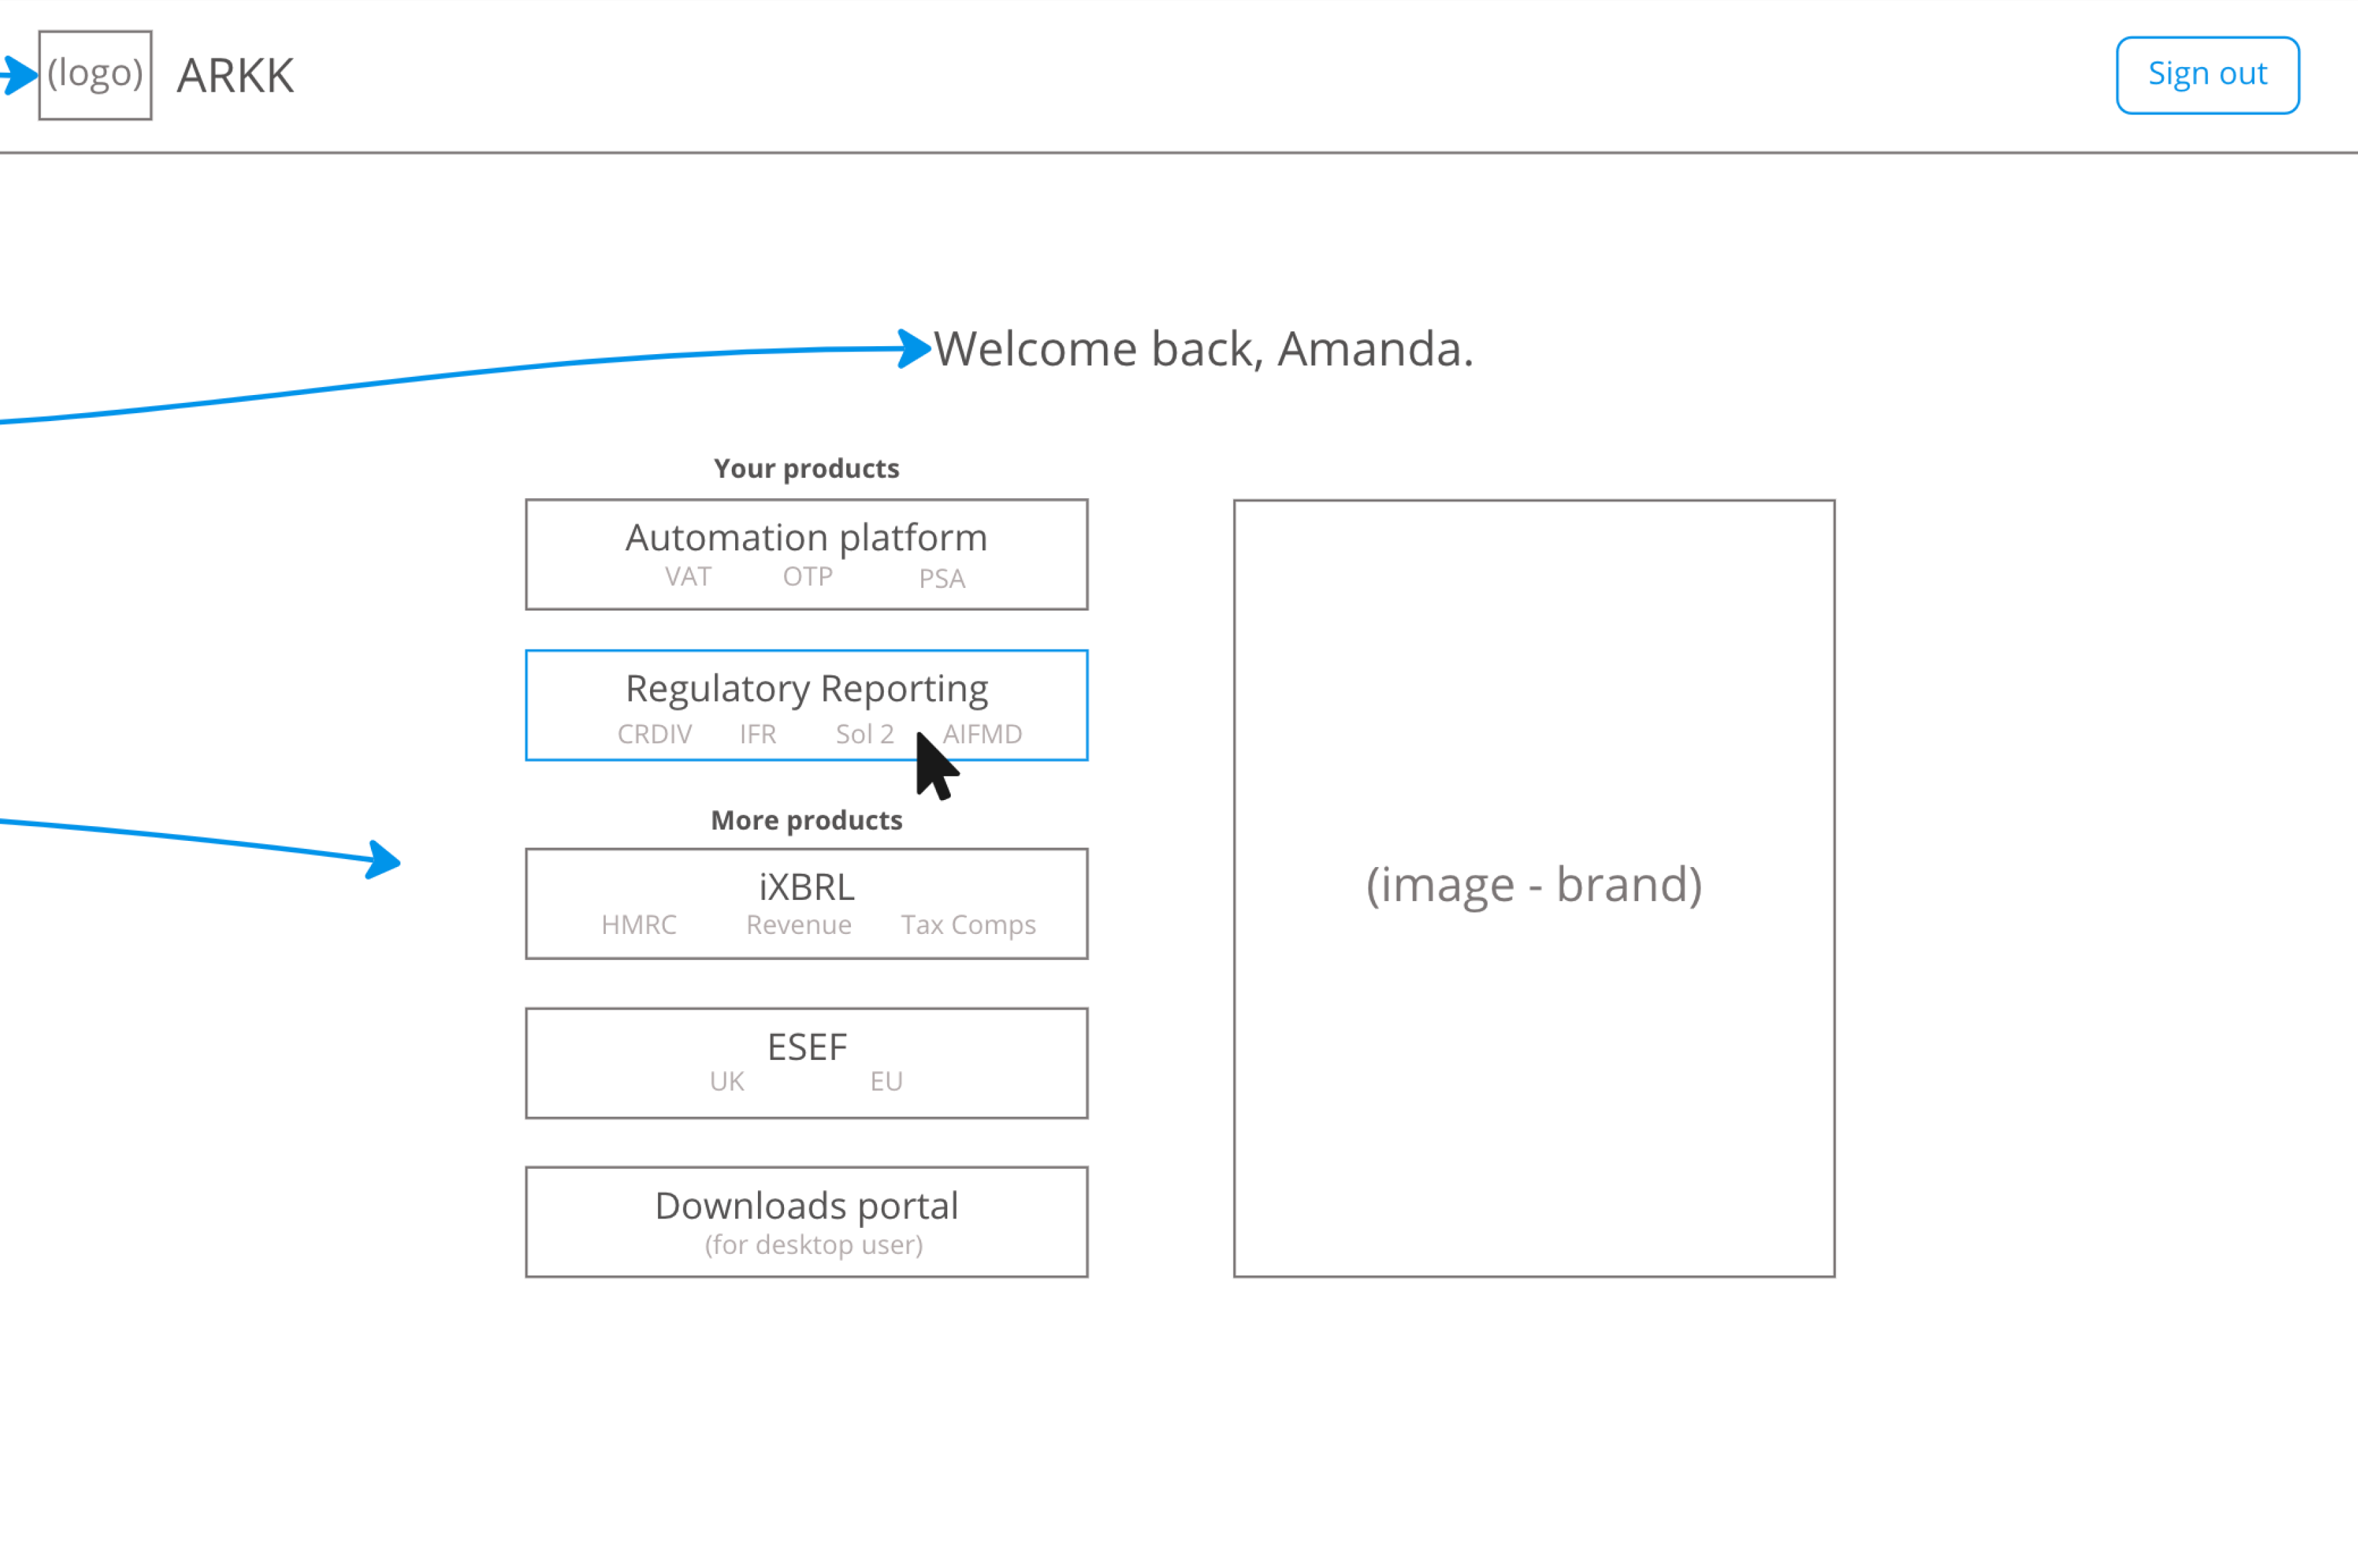 (logo) ARKK
Sign out
Welcome back, Amanda.
Your products
Automation platform
VAT OTP PSA
Regulatory Reporting
CRDIV IFR Sol 2 AIFMD
More products
iXBRL
HMRC Revenue Tax Comps
ESEF
UK EU
Downloads portal
(for desktop user)
(image - brand)